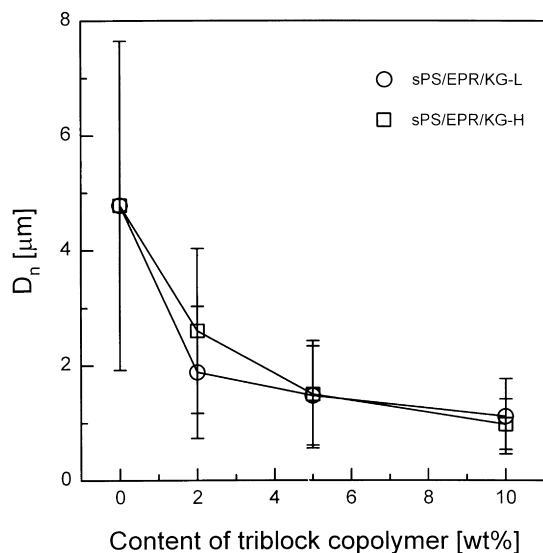 8
sPS/EPR/KG-L
sPS/EPR/KG-H
6
4
2
0
Dn [μm]
0 2 4 6 8 10
Content of triblock copolymer [wt%]